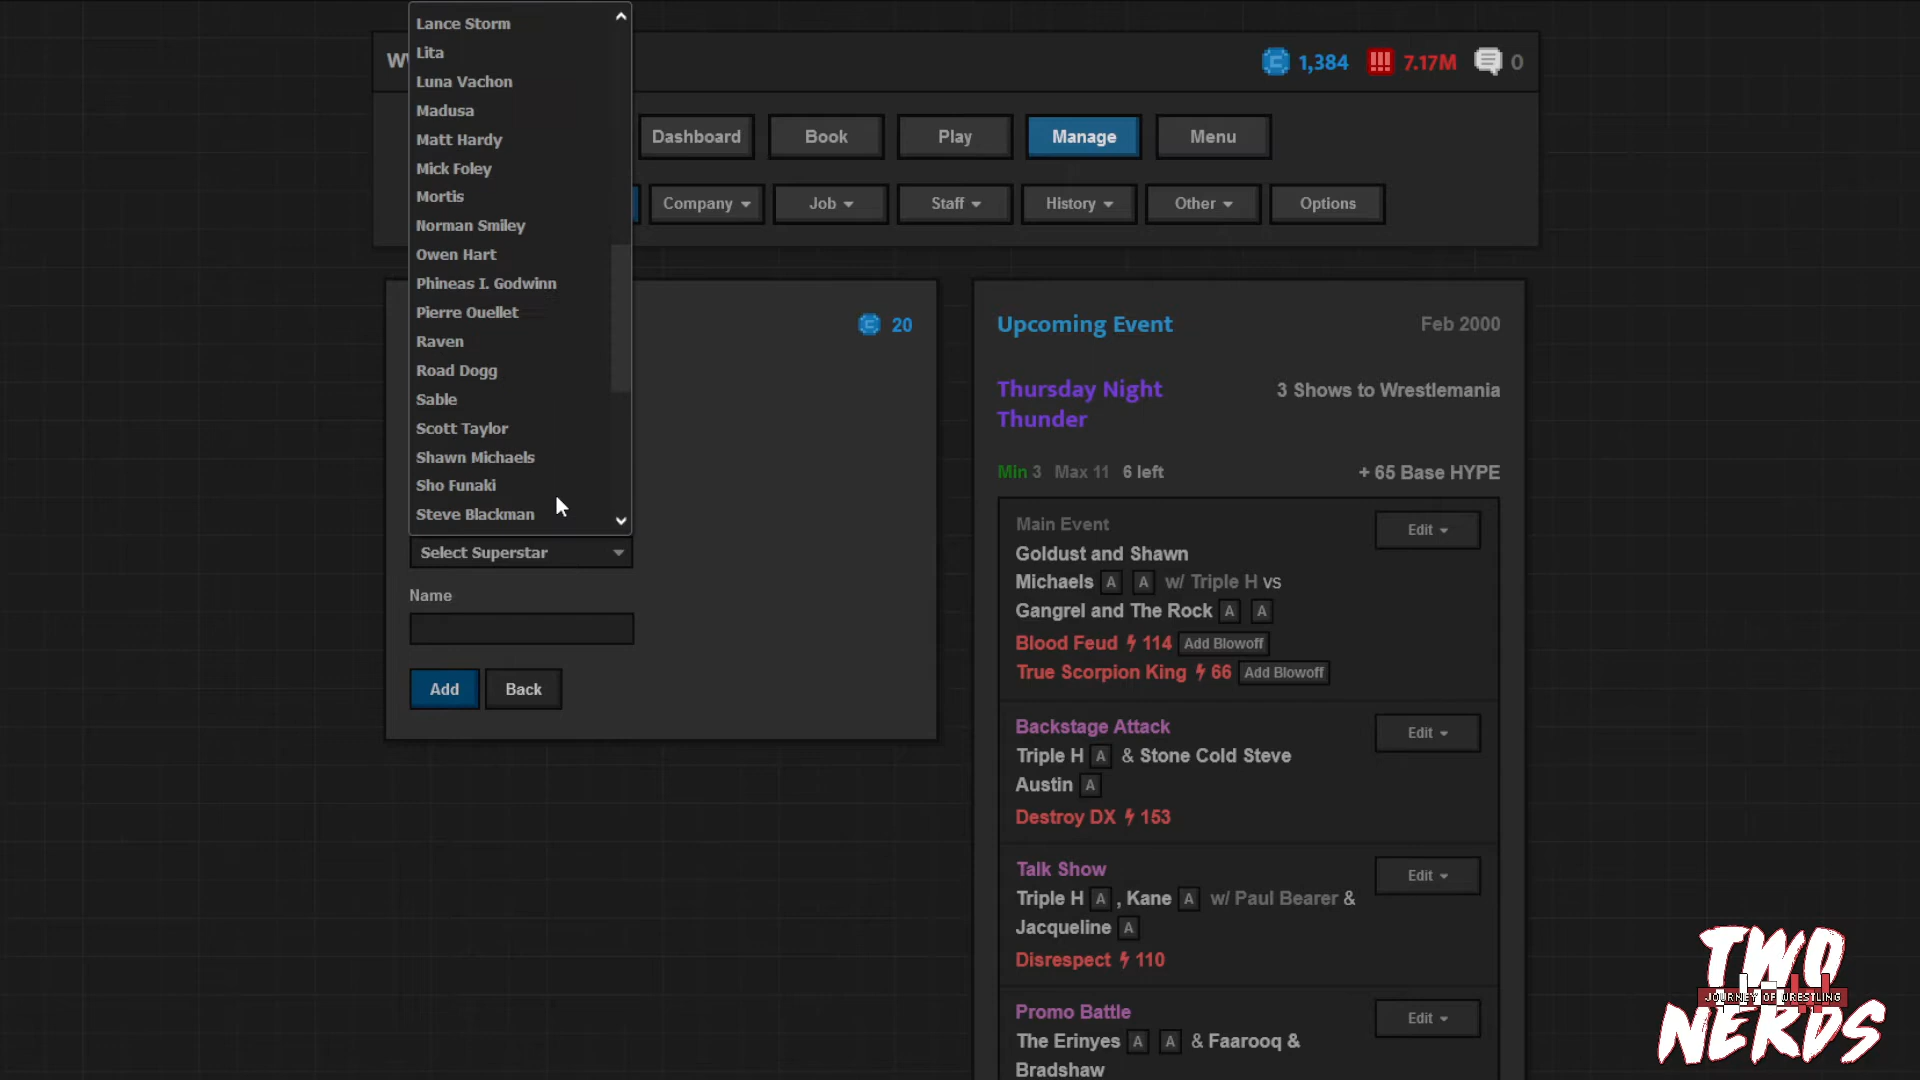 WW
1,384
7.17M
0
Dashboard
Book
Play
Manage
Menu
Company
Job
Staff
History
Other
Options
Lance Storm
Lita
Luna Vachon
Madusa
Matt Hardy
Mick Foley
Mortis
Norman Smiley
Owen Hart
Phineas I. Godwinn
Pierre Ouellet
Raven
Road Dogg
Sable
Scott Taylor
Shawn Michaels
Sho Funaki
Steve Blackman
Select Superstar
20
Name
Add
Back
Upcoming Event
Feb 2000
Thursday Night
Thunder
3 Shows to Wrestlemania
Min 3 Max 11 6 left
+ 65 Base HYPE
Main Event
Edit
Goldust and Shawn
Michaels A A w/ Triple H vs
Gangrel and The Rock A A
Blood Feud 114 Add Blowoff
True Scorpion King 66 Add Blowoff
Backstage Attack
Edit
Triple H A & Stone Cold Steve
Austin A
Destroy DX 153
Talk Show
Edit
Triple H A , Kane A w/ Paul Bearer &
Jacqueline A
Disrespect 110
Promo Battle
Edit
The Erinyes A A & Faarooq &
Bradshaw
TWO
JOURNEY OF WRESTLING
NERDS